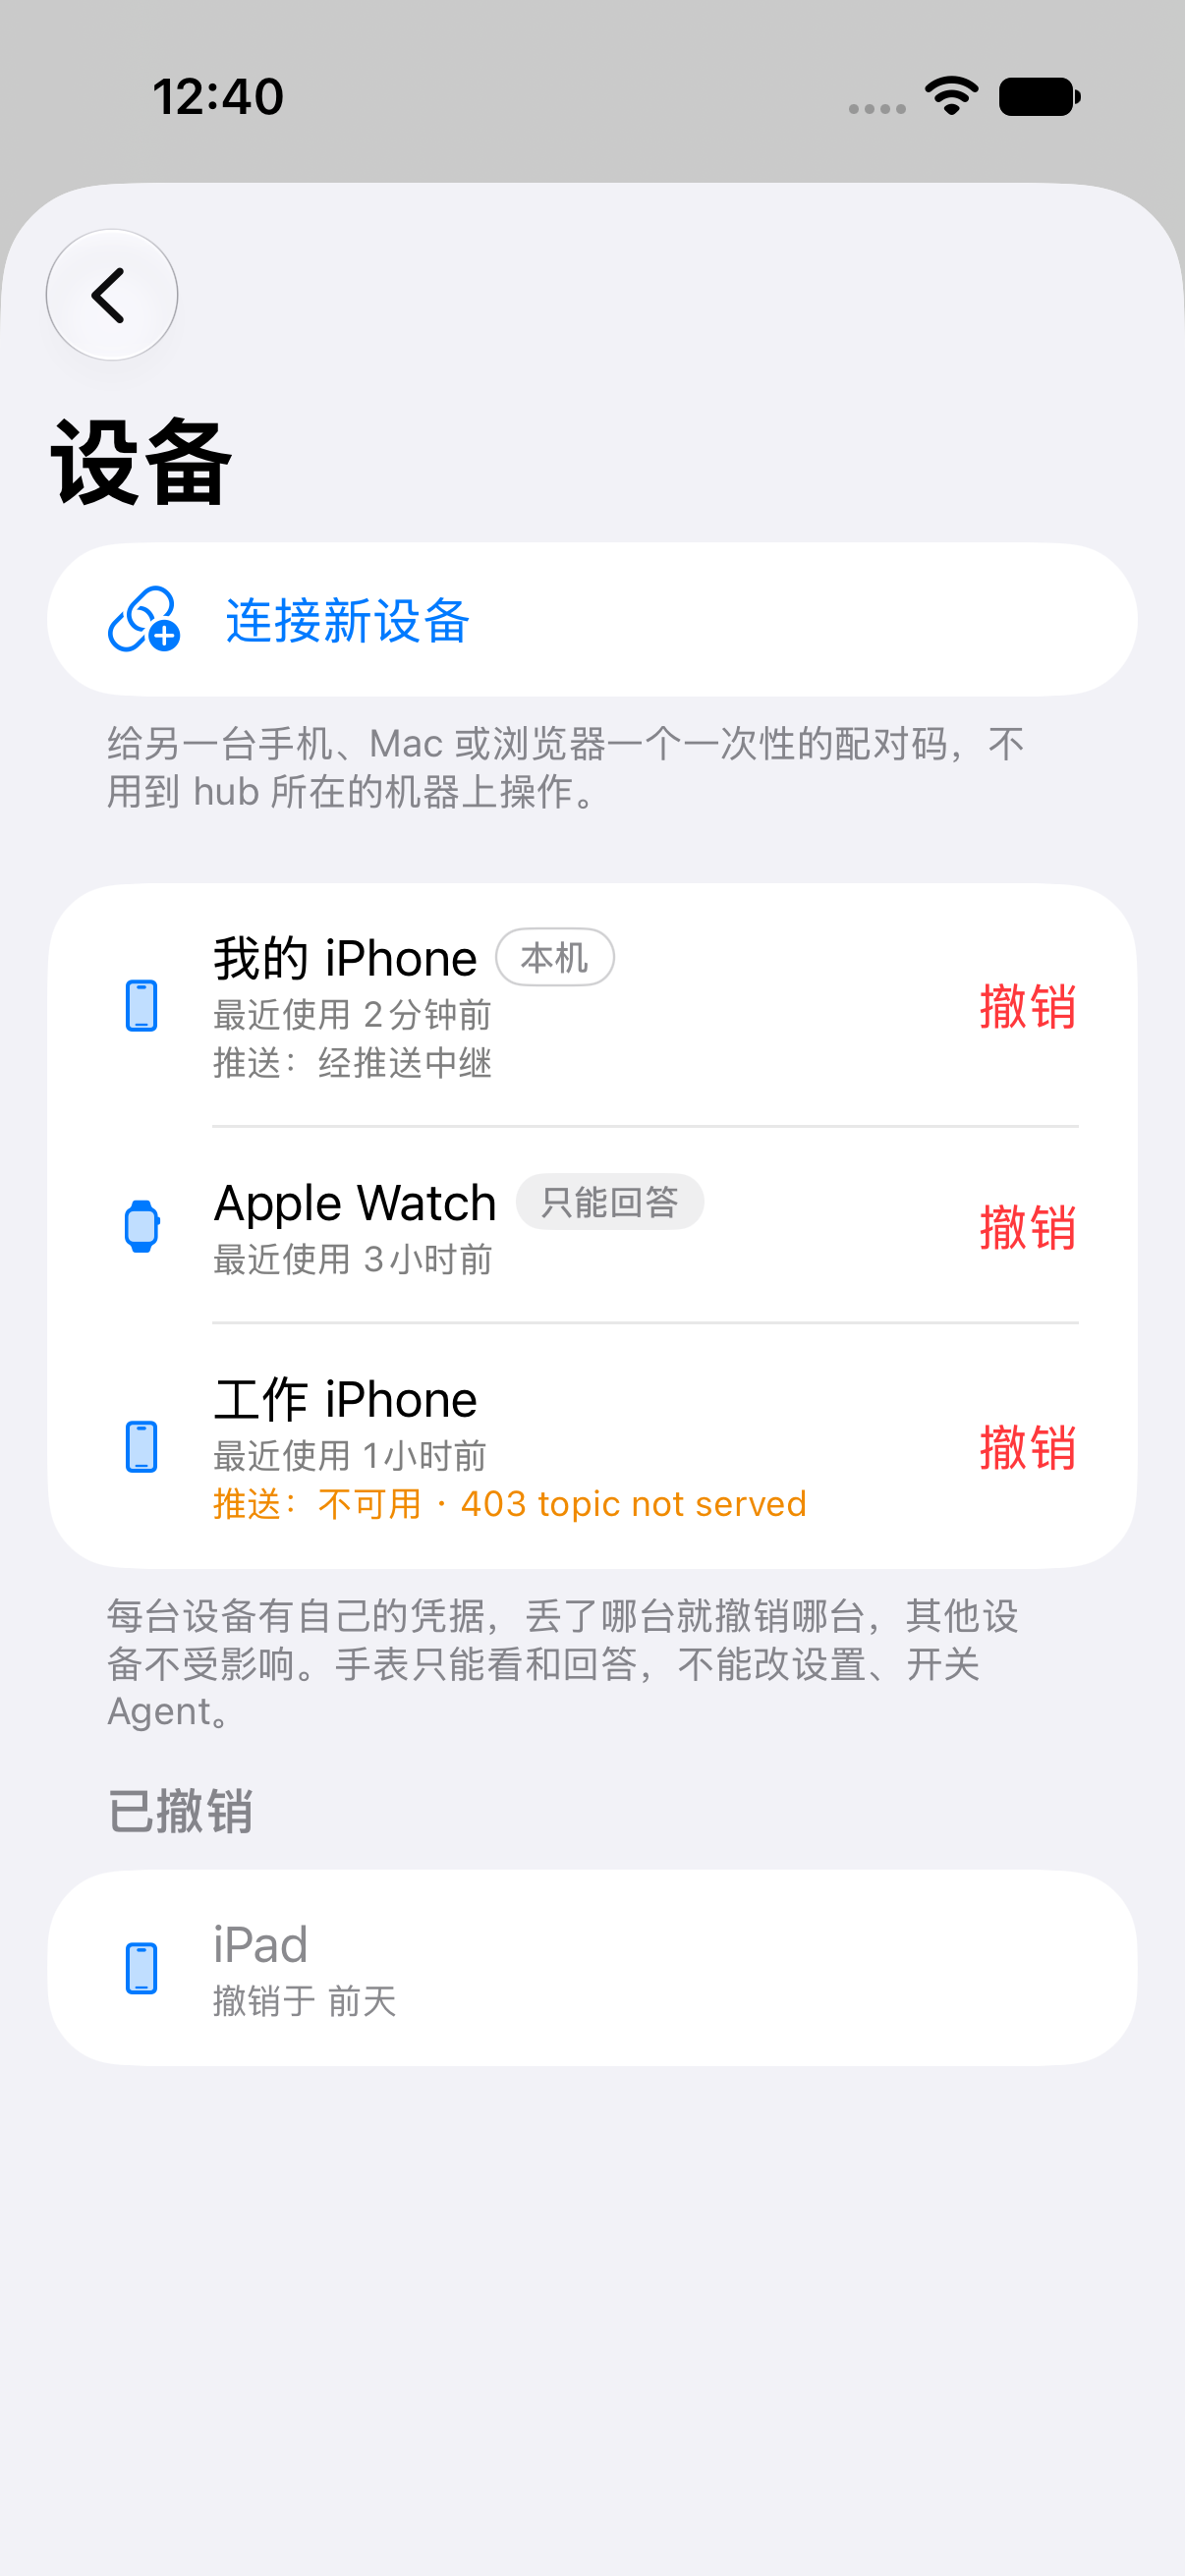 12:40
设备
连接新设备
给另一台手机、Mac 或浏览器一个一次性的配对码，不
用到 hub 所在的机器上操作。
我的 iPhone 本机
最近使用 2分钟前
推送：经推送中继
撤销
Apple Watch 只能回答
最近使用 3小时前
撤销
工作 iPhone
最近使用 1小时前
推送：不可用 · 403 topic not served
撤销
每台设备有自己的凭据，丢了哪台就撤销哪台，其他设
备不受影响。手表只能看和回答，不能改设置、开关
Agent。
已撤销
iPad
撤销于 前天